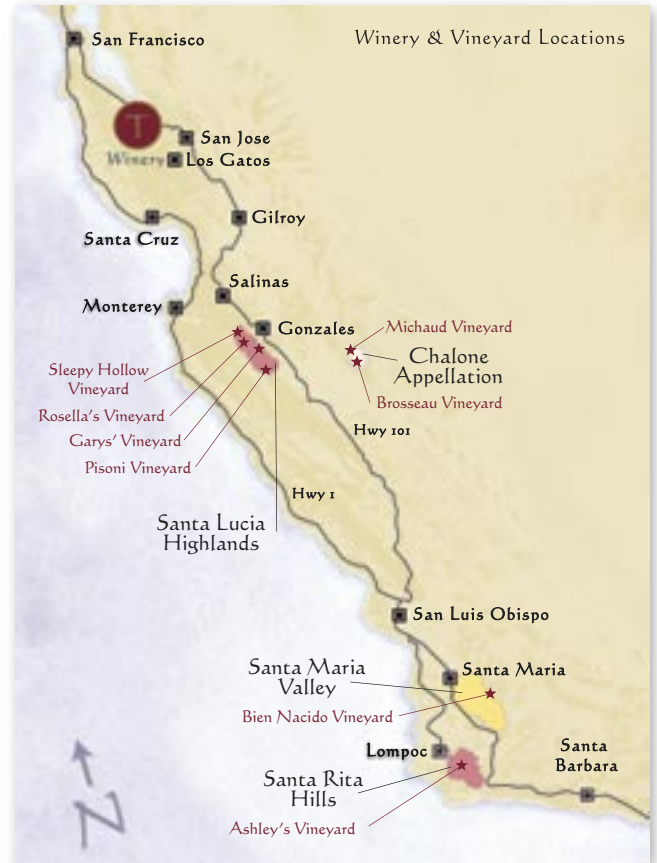 San Francisco
Winery & Vineyard Locations
T
San Jose
Winery
Los Gatos
Gilroy
Santa Cruz
Salinas
Monterey
Gonzales
Michaud Vineyard
Chalone
Appellation
Sleepy Hollow
Vineyard
Brosseau Vineyard
Rosella's Vineyard
Garys' Vineyard
Hwy 101
Pisoni Vineyard
Hwy 1
Santa Lucia
Highlands
San Luis Obispo
Santa Maria
Valley
Santa Maria
Bien Nacido Vineyard
Lompoc
Santa
Barbara
Santa Rita
Hills
Ashley's Vineyard
N